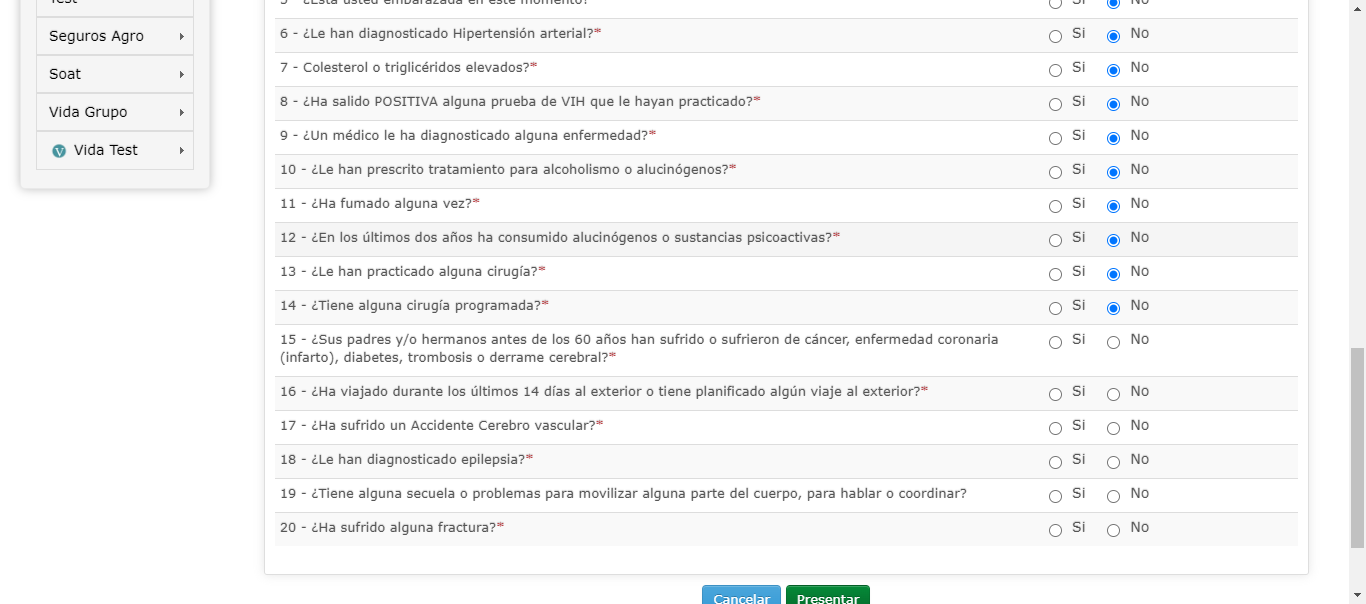 Test
Seguros Agro
Soat
Vida Grupo
V Vida Test
5 - ¿Está usted embarazada en este momento? Si No
6 - ¿Le han diagnosticado Hipertensión arterial?* Si No
7 - Colesterol o triglicéridos elevados?* Si No
8 - ¿Ha salido POSITIVA alguna prueba de VIH que le hayan practicado?* Si No
9 - ¿Un médico le ha diagnosticado alguna enfermedad?* Si No
10 - ¿Le han prescrito tratamiento para alcoholismo o alucinógenos?* Si No
11 - ¿Ha fumado alguna vez?* Si No
12 - ¿En los últimos dos años ha consumido alucinógenos o sustancias psicoactivas?* Si No
13 - ¿Le han practicado alguna cirugía?* Si No
14 - ¿Tiene alguna cirugía programada?* Si No
15 - ¿Sus padres y/o hermanos antes de los 60 años han sufrido o sufrieron de cáncer, enfermedad coronaria Si No
(infarto), diabetes, trombosis o derrame cerebral?*
16 - ¿Ha viajado durante los últimos 14 días al exterior o tiene planificado algún viaje al exterior?* Si No
17 - ¿Ha sufrido un Accidente Cerebro vascular?* Si No
18 - ¿Le han diagnosticado epilepsia?* Si No
19 - ¿Tiene alguna secuela o problemas para movilizar alguna parte del cuerpo, para hablar o coordinar? Si No
20 - ¿Ha sufrido alguna fractura?* Si No
Cancelar Presentar